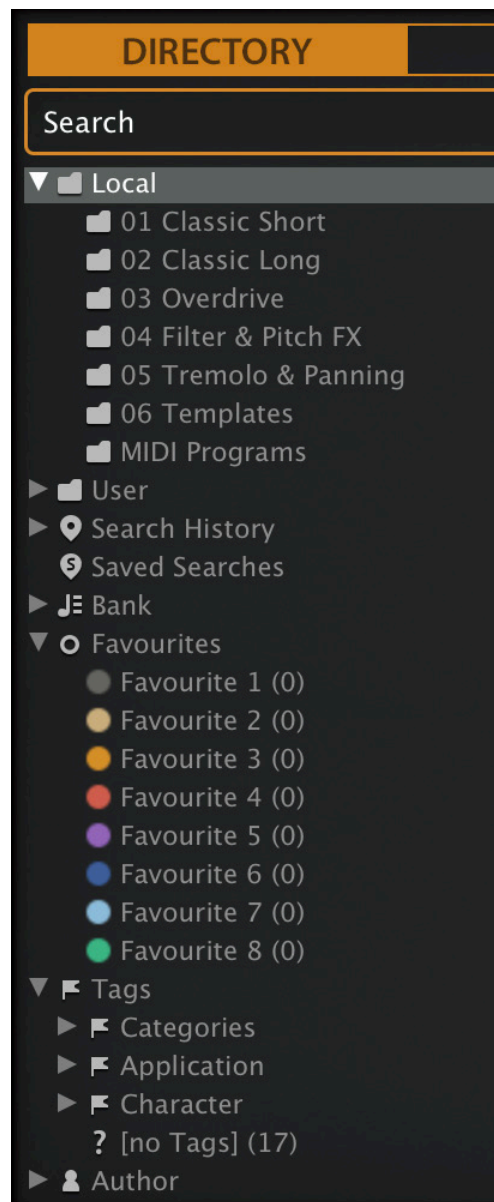 DIRECTORY
Search
Local
01 Classic Short
02 Classic Long
03 Overdrive
04 Filter & Pitch FX
05 Tremolo & Panning
06 Templates
MIDI Programs
User
Search History
S Saved Searches
Bank
Favourites
Favourite 1 (0)
Favourite 2 (0)
Favourite 3 (0)
Favourite 4 (0)
Favourite 5 (0)
Favourite 6 (0)
Favourite 7 (0)
Favourite 8 (0)
Tags
Categories
Application
Character
? [no Tags] (17)
Author